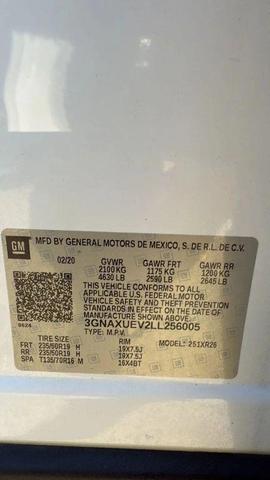 GM
MFD BY GENERAL MOTORS DE MEXICO, S. DE R.L. DE C.V.
02/20 GVWR GAWR FRT GAWR RR
2100 KG 1175 KG 1200 KG
4630 LB 2590 LB 2645 LB
THIS VEHICLE CONFORMS TO ALL
APPLICABLE U.S. FEDERAL MOTOR
VEHICLE SAFETY, BUMPER, AND THEFT
PREVENTION STANDARDS IN EFFECT ON
THE DATE OF MANUFACTURE SHOWN ABOVE.
3GNAXUEV2LL256005
TYPE: M.P.V. MODEL: 251XR26
TIRE SIZE RIM
FRT 235/50R19 H 19X7.5J
RR 235/50R19 H 19X7.5J
SPA T135/70R16 M 16X4BT